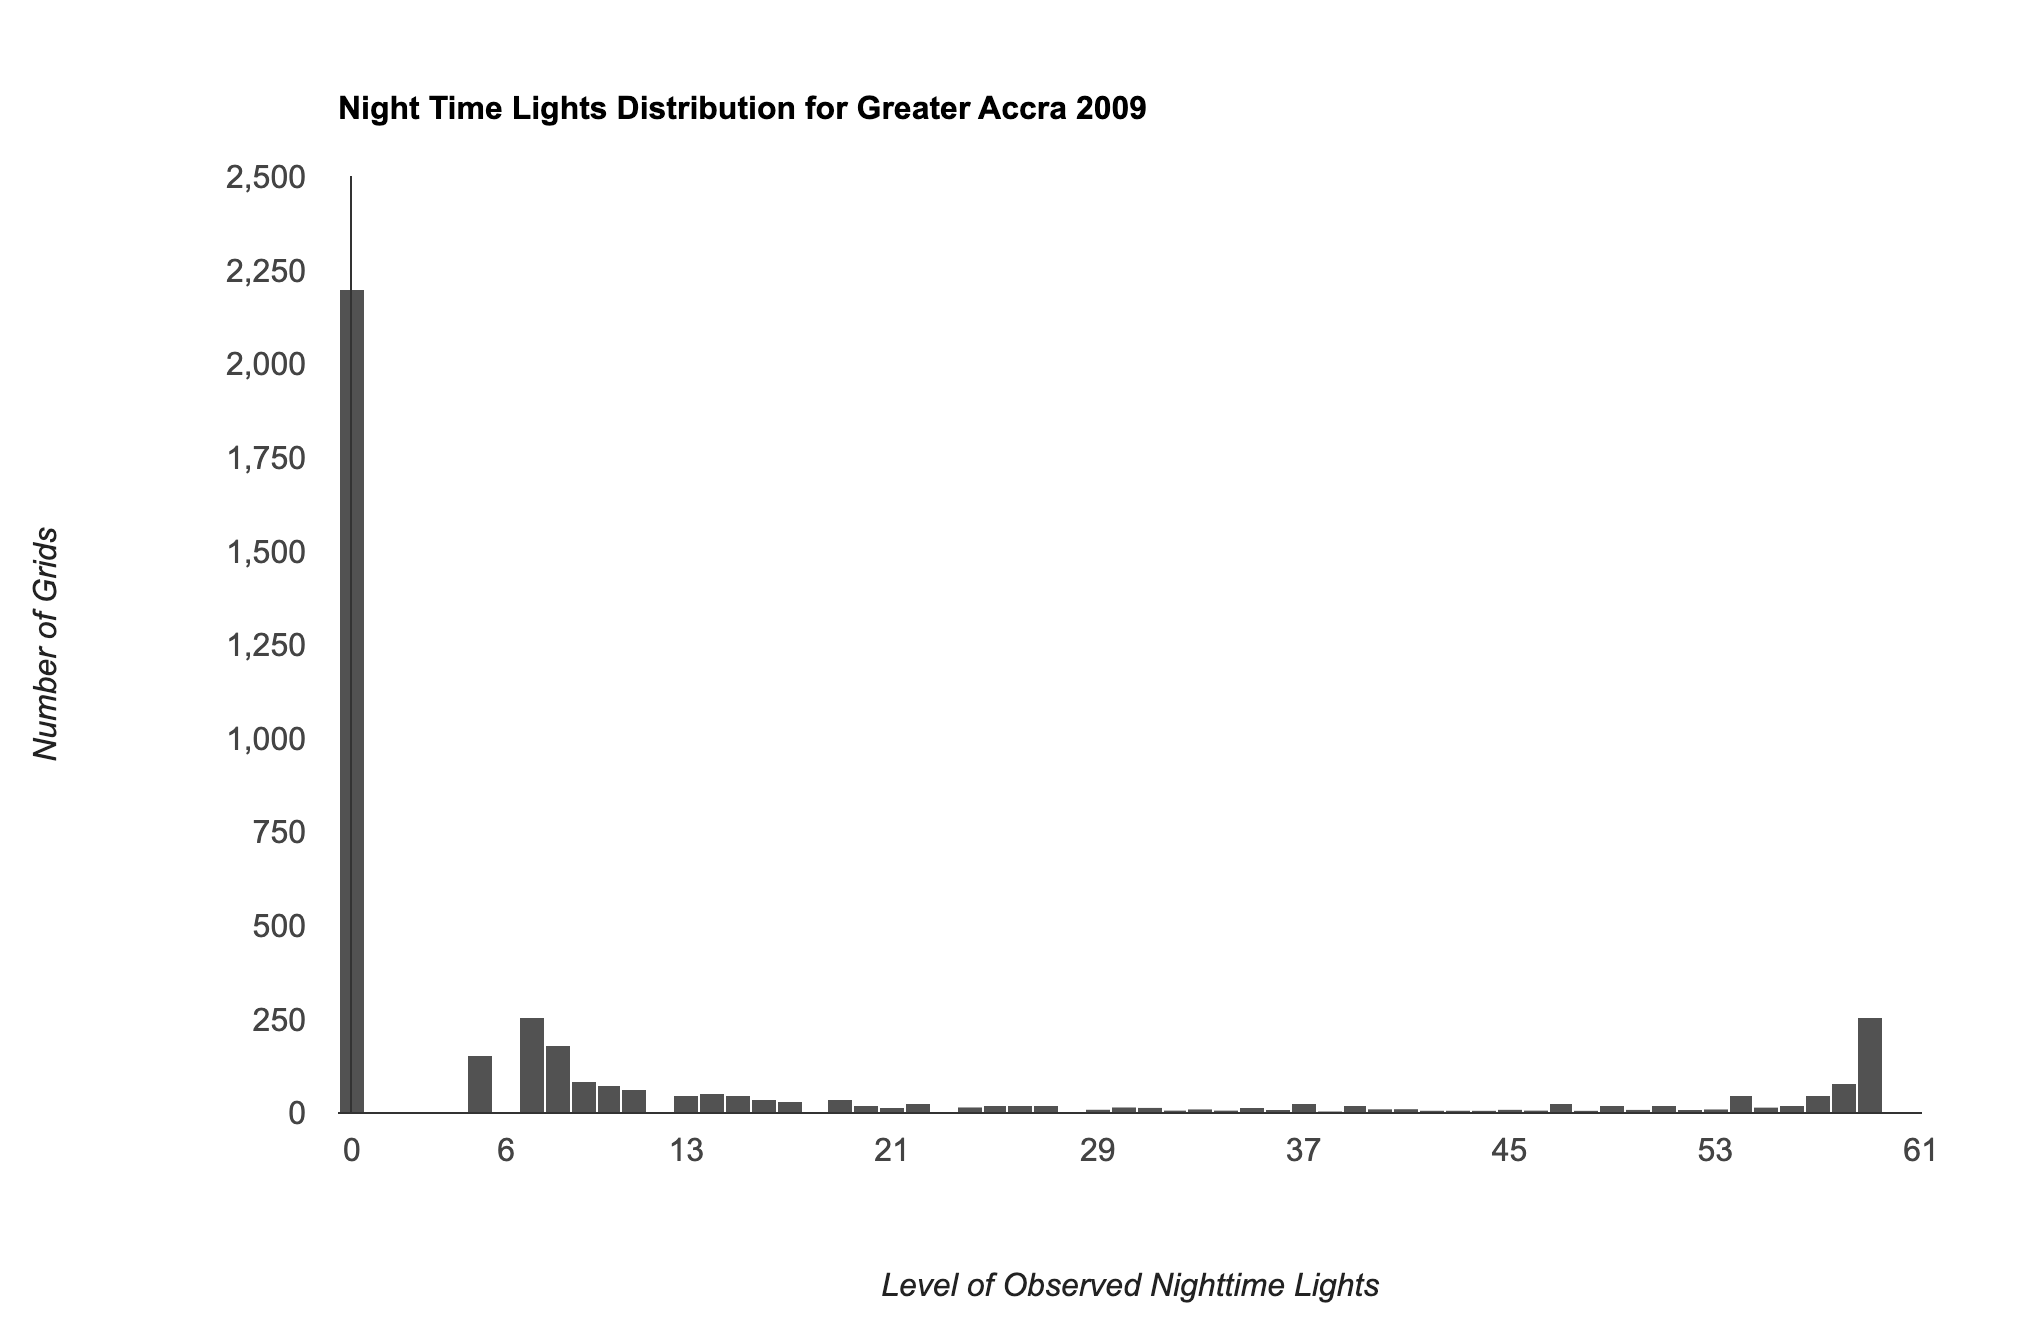 Night Time Lights Distribution for Greater Accra 2009
2,500
2,250
2,000
1,750
1,500
1,250
1,000
750
500
250
0
Number of Grids
0 6 13 21 29 37 45 53 61
Level of Observed Nighttime Lights